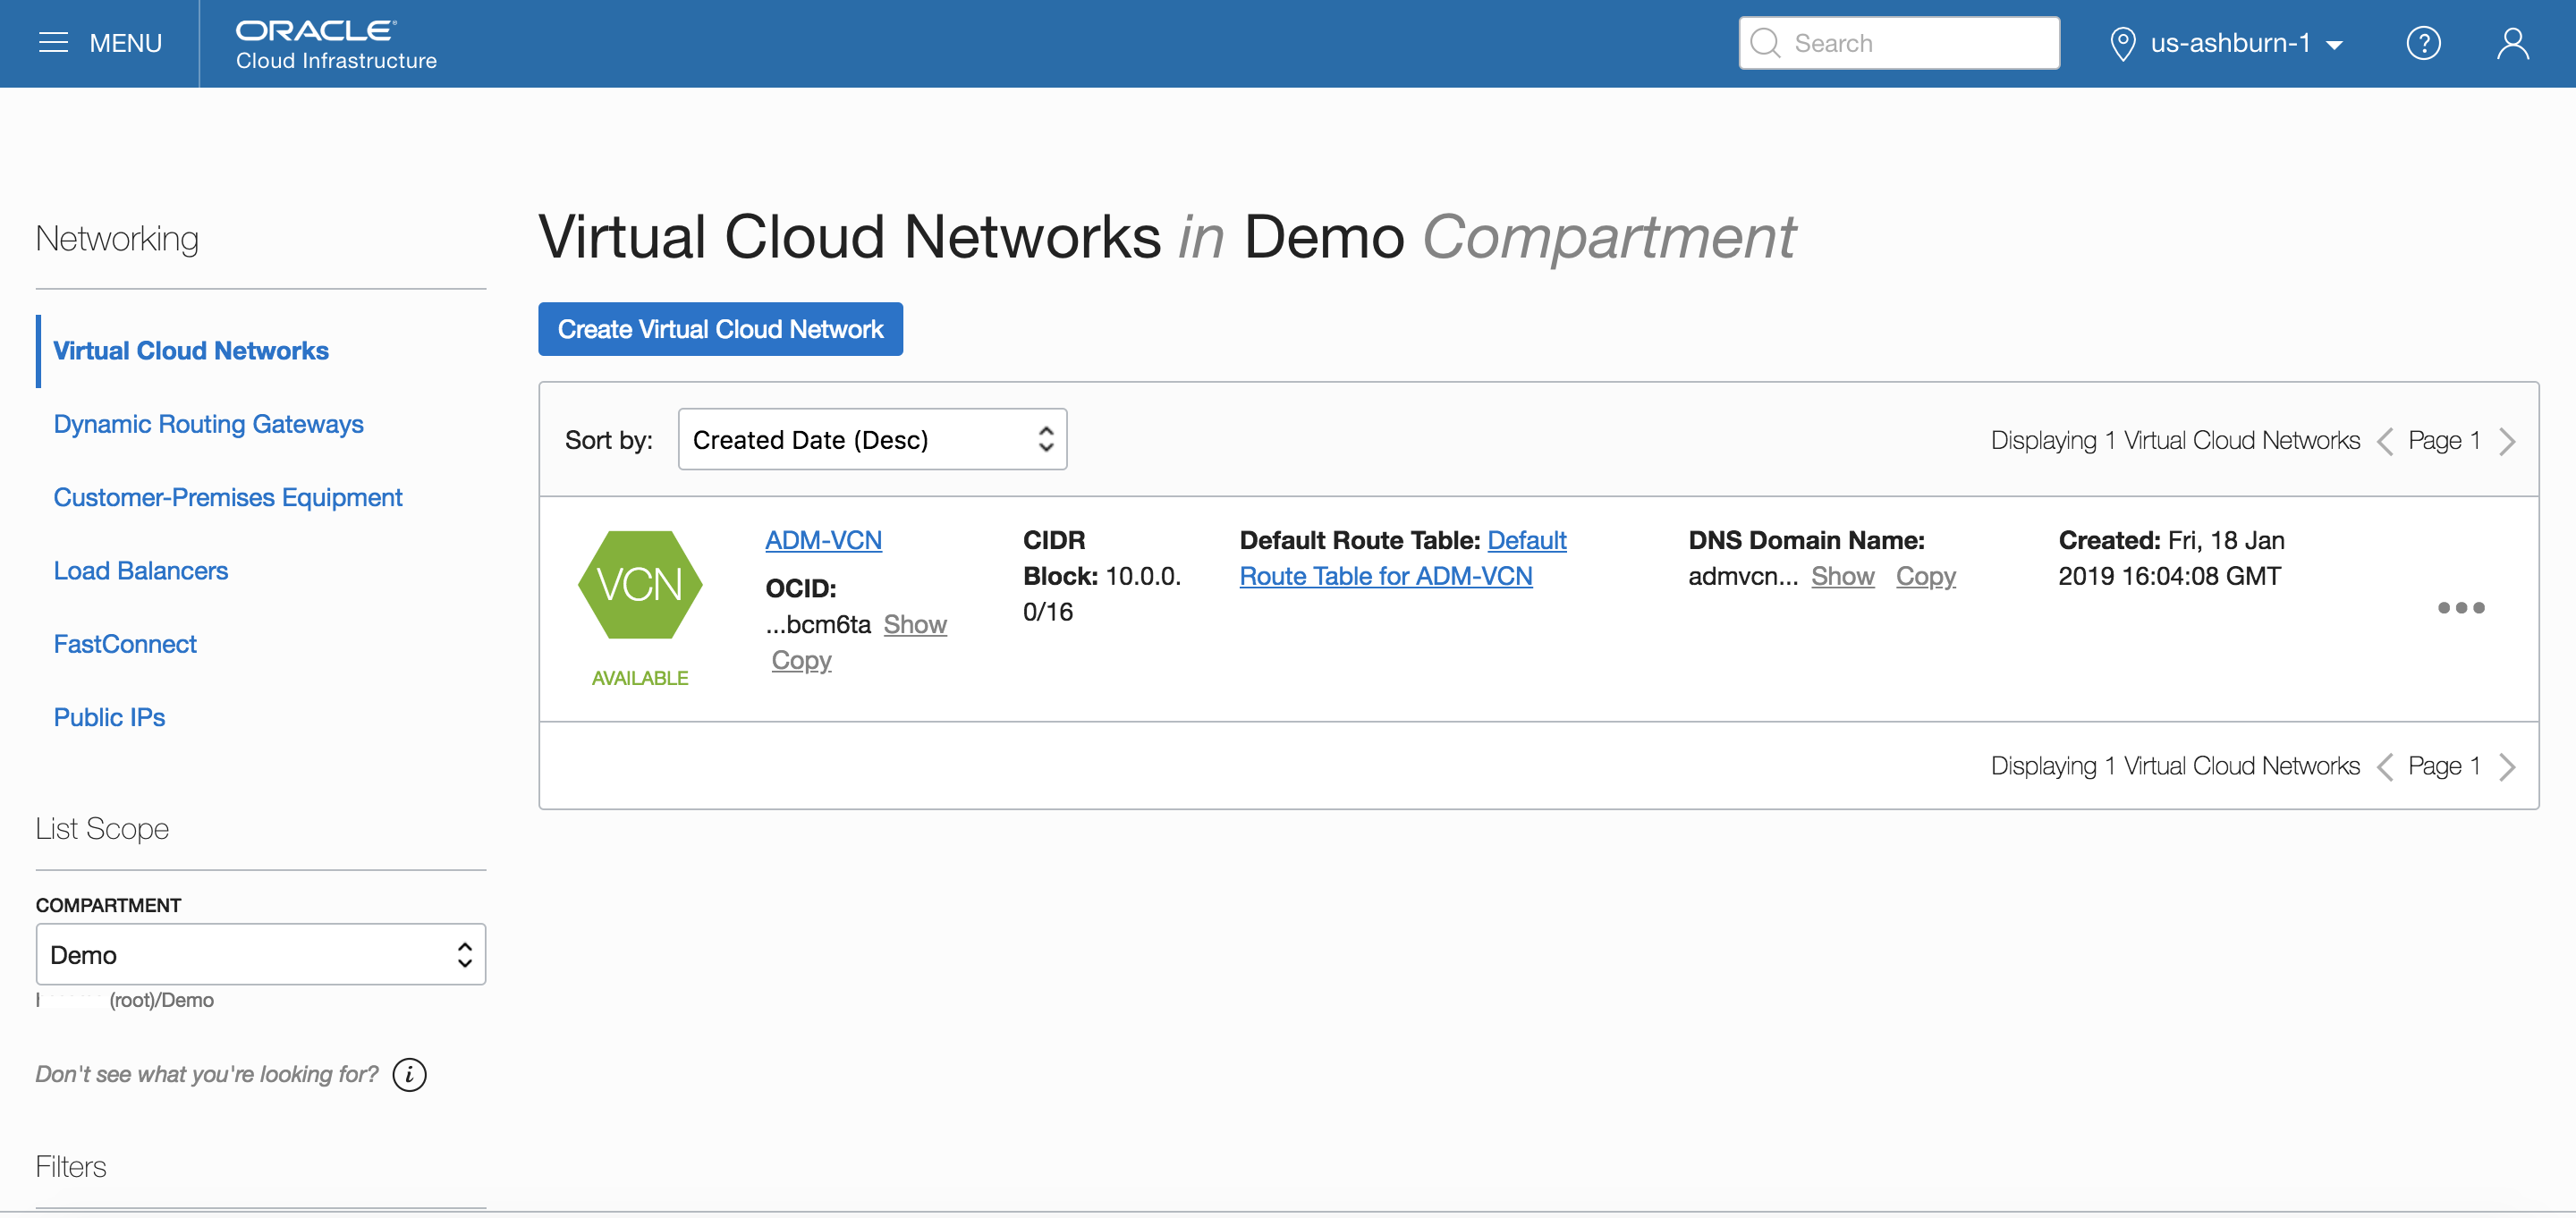 MENU
ORACLE
Cloud Infrastructure
Search
us-ashburn-1
Networking
Virtual Cloud Networks
Dynamic Routing Gateways
Customer-Premises Equipment
Load Balancers
FastConnect
Public IPs
List Scope
COMPARTMENT
Demo
(root)/Demo
Don't see what you're looking for?
Filters
Virtual Cloud Networks in Demo Compartment
Create Virtual Cloud Network
Sort by: Created Date (Desc)
Displaying 1 Virtual Cloud Networks Page 1
VCN
AVAILABLE
ADM-VCN
OCID:
...bcm6ta Show
Copy
CIDR
Block: 10.0.0.
0/16
Default Route Table: Default
Route Table for ADM-VCN
DNS Domain Name:
admvcn... Show Copy
Created: Fri, 18 Jan
2019 16:04:08 GMT
Displaying 1 Virtual Cloud Networks Page 1